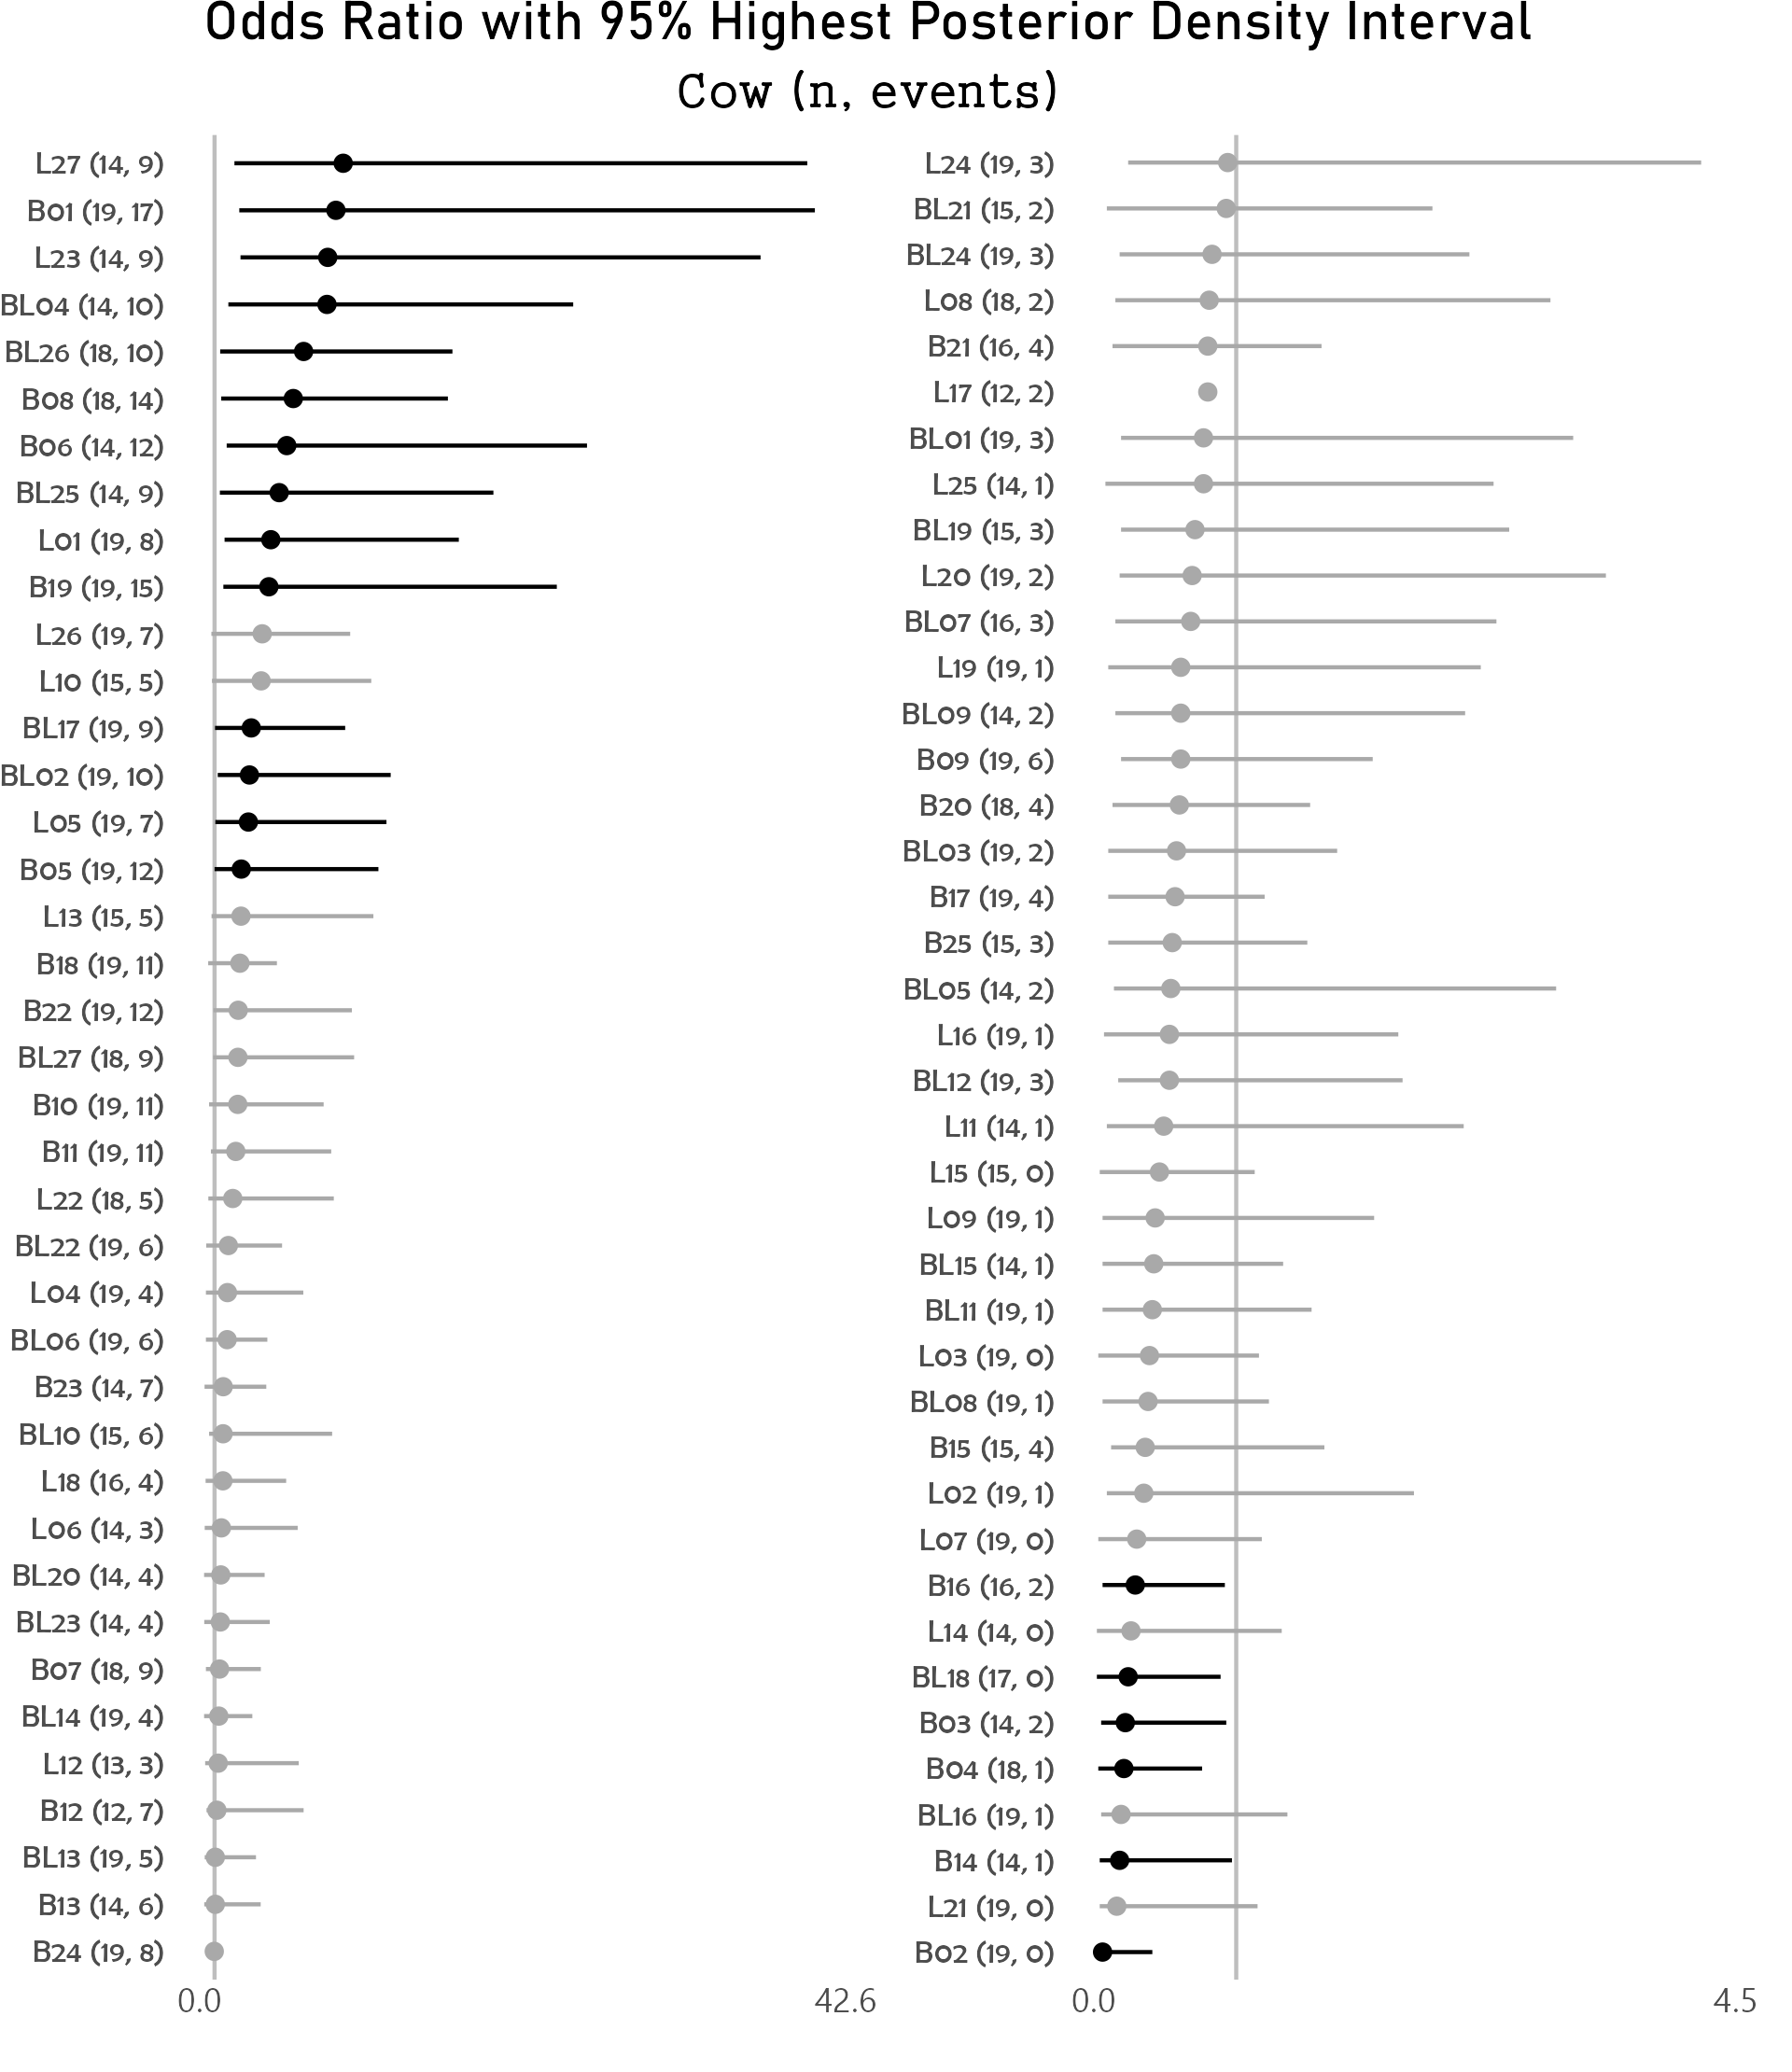 Odds Ratio with 95% Highest Posterior Density Interval
Cow (n, events)
L27 (14, 9)
B01 (19, 17)
L23 (14, 9)
BL04 (14, 10)
BL26 (18, 10)
B08 (18, 14)
B06 (14, 12)
BL25 (14, 9)
L01 (19, 8)
B19 (19, 15)
L26 (19, 7)
L10 (15, 5)
BL17 (19, 9)
BL02 (19, 10)
L05 (19, 7)
B05 (19, 12)
L13 (15, 5)
B18 (19, 11)
B22 (19, 12)
BL27 (18, 9)
B10 (19, 11)
B11 (19, 11)
L22 (18, 5)
BL22 (19, 6)
L04 (19, 4)
BL06 (19, 6)
B23 (14, 7)
BL10 (15, 6)
L18 (16, 4)
L06 (14, 3)
BL20 (14, 4)
BL23 (14, 4)
B07 (18, 9)
BL14 (19, 4)
L12 (13, 3)
B12 (12, 7)
BL13 (19, 5)
B13 (14, 6)
B24 (19, 8)
0.0 42.6
L24 (19, 3)
BL21 (15, 2)
BL24 (19, 3)
L08 (18, 2)
B21 (16, 4)
L17 (12, 2)
BL01 (19, 3)
L25 (14, 1)
BL19 (15, 3)
L20 (19, 2)
BL07 (16, 3)
L19 (19, 1)
BL09 (14, 2)
B09 (19, 6)
B20 (18, 4)
BL03 (19, 2)
B17 (19, 4)
B25 (15, 3)
BL05 (14, 2)
L16 (19, 1)
BL12 (19, 3)
L11 (14, 1)
L15 (15, 0)
L09 (19, 1)
BL15 (14, 1)
BL11 (19, 1)
L03 (19, 0)
BL08 (19, 1)
B15 (15, 4)
L02 (19, 1)
L07 (19, 0)
B16 (16, 2)
L14 (14, 0)
BL18 (17, 0)
B03 (14, 2)
B04 (18, 1)
BL16 (19, 1)
B14 (14, 1)
L21 (19, 0)
B02 (19, 0)
0.0 4.5